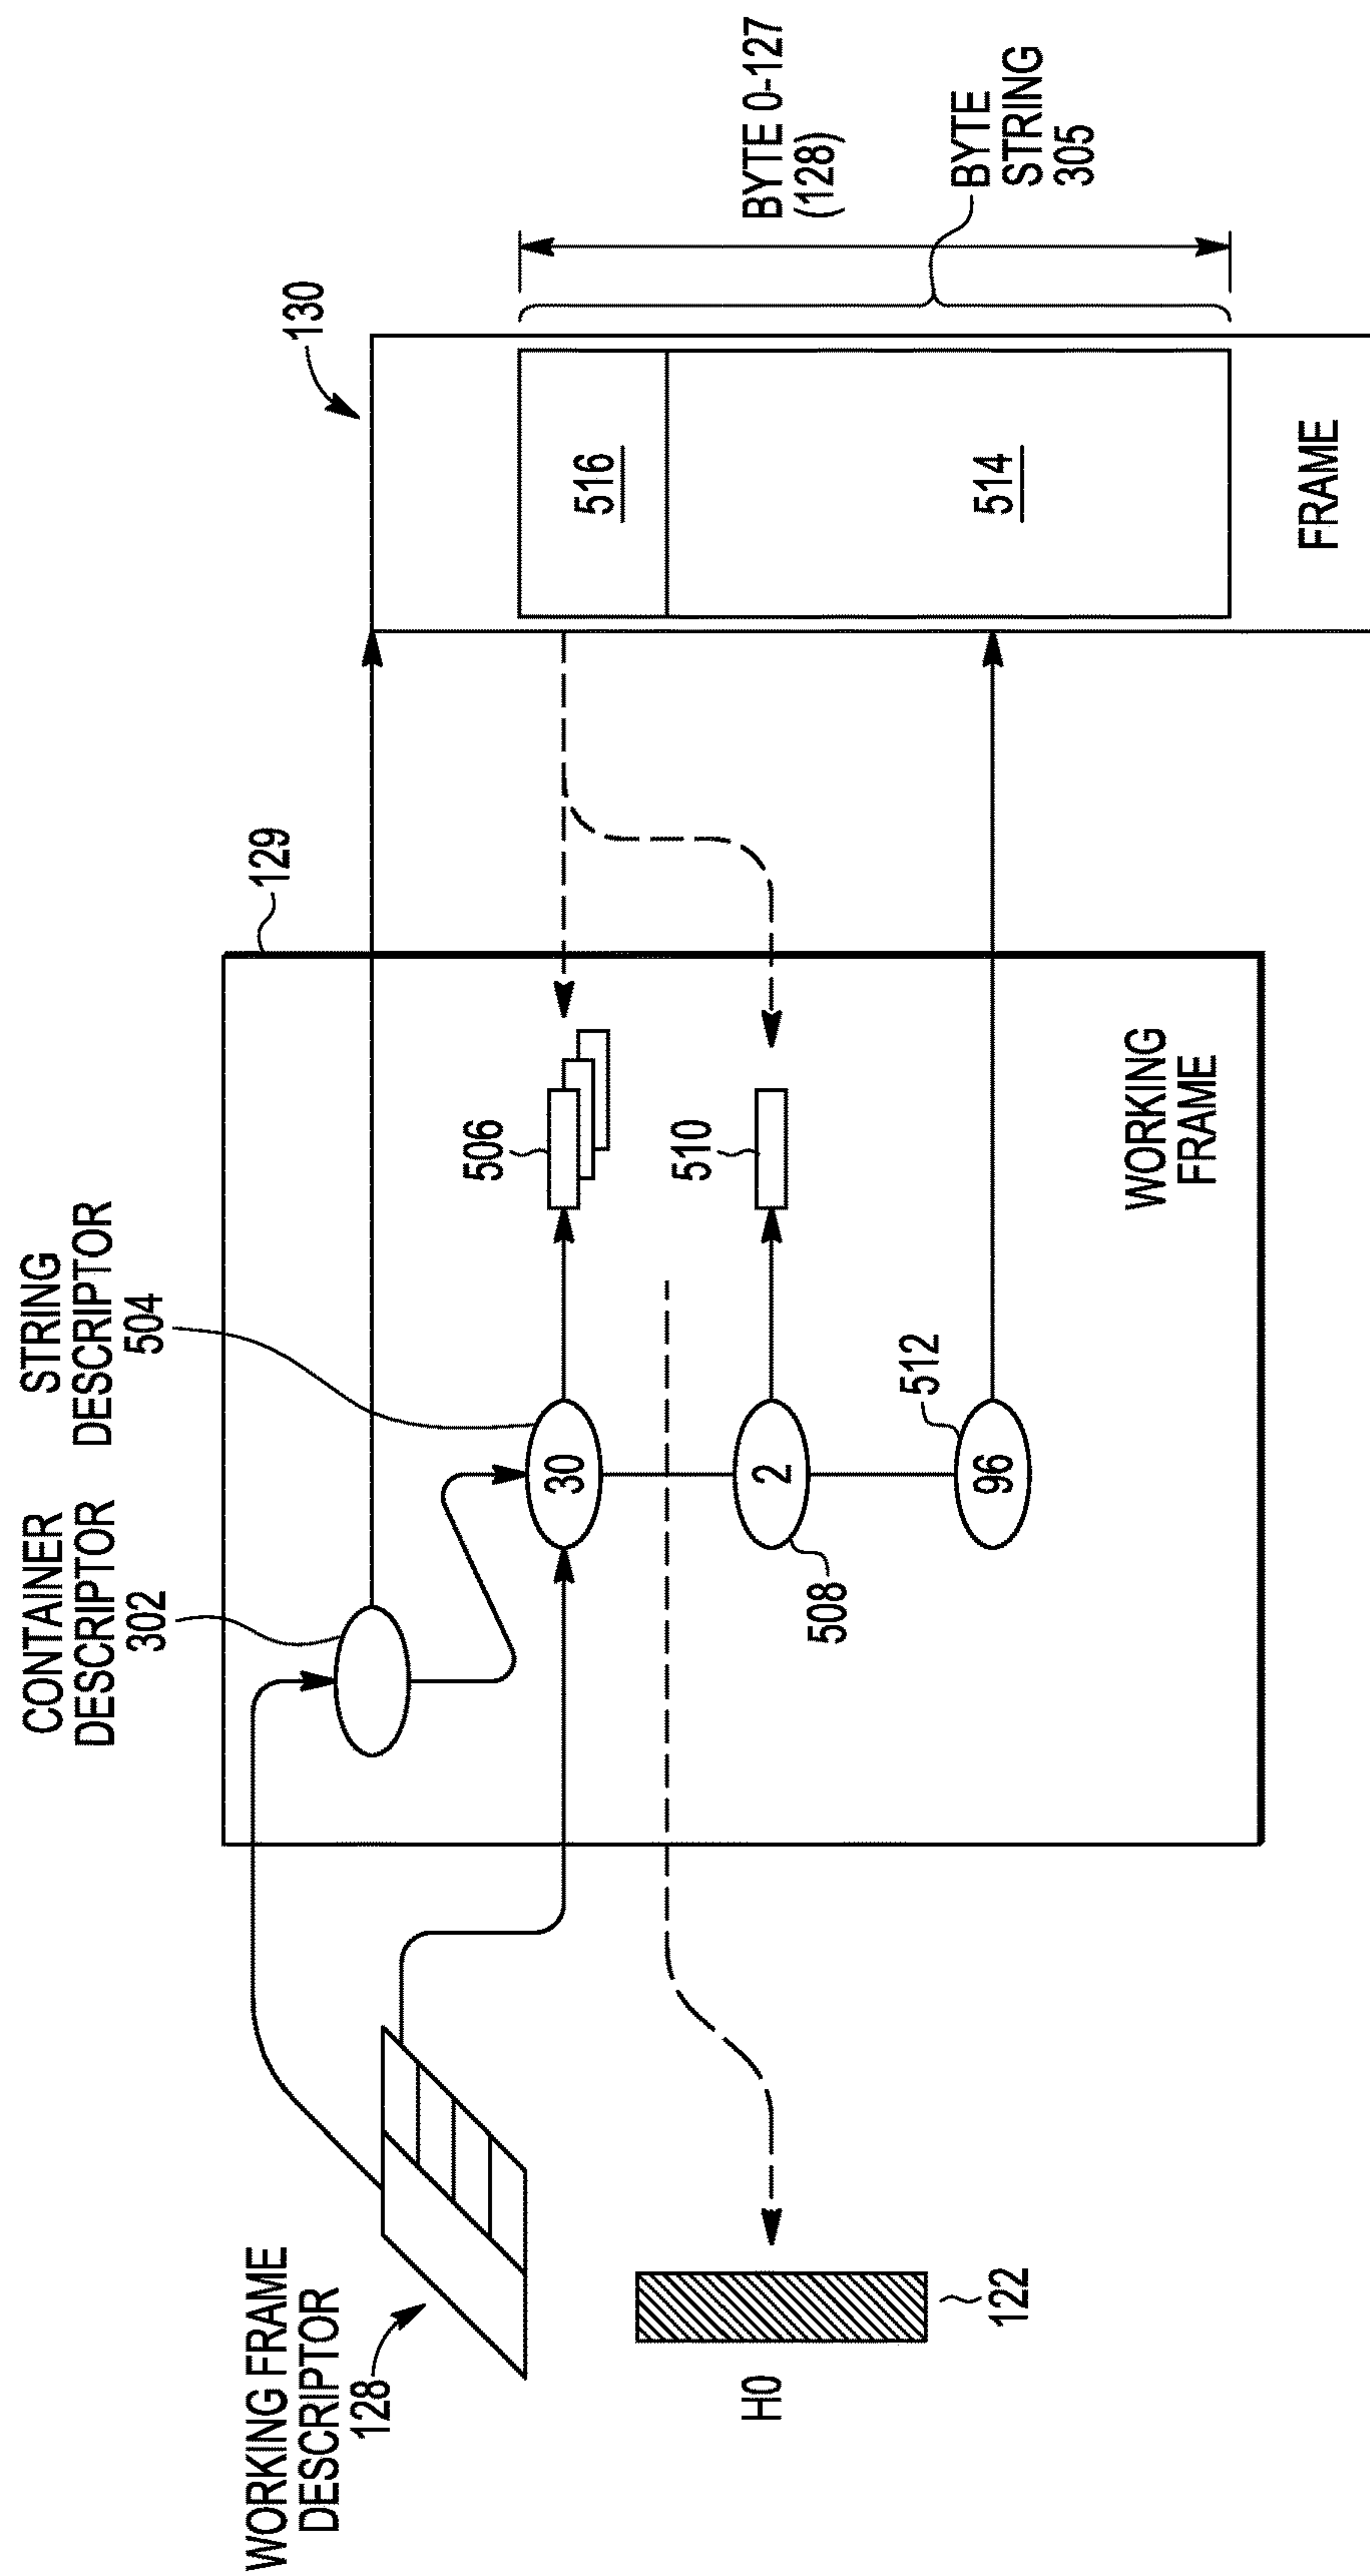 CONTAINER
DESCRIPTOR
302
STRING
DESCRIPTOR
504
129
130
WORKING FRAME
DESCRIPTOR
128
506
516
BYTE 0-127
(128)
30
H0
508
2
510
122
512
96
514
BYTE
STRING
305
WORKING
FRAME
FRAME